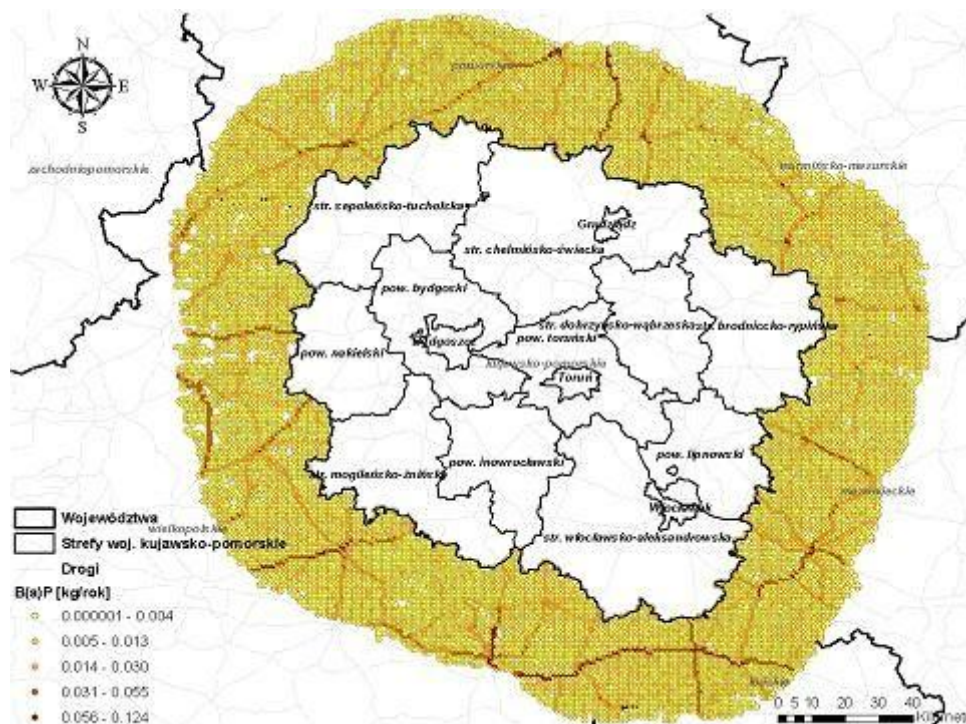 N
W E
S
pomorskie
zachodniopomorskie
warmińsko-mazurskie
str. sępoleńsko-tucholska
Grudziądz
str. chełmińsko-świecka
pow. bydgoski
str. dobrzyńsko-wąbrzeska
str. brodnicko-rypińska
pow. toruński
Bydgoszcz
pow. nakielski
kujawsko-pomorskie
Toruń
pow. lipnowski
pow. inowrocławski
str. mogileńsko-żnińska
mazowieckie
Włocławek
wielkopolskie
str. włocławsko-aleksandrowska
Województwa
Strefy woj. kujawsko-pomorskie
Drogi
B(a)P [kg/rok]
0.000001 - 0.004
0.005 - 0.013
0.014 - 0.030
0.031 - 0.055
0.056 - 0.124
łódzkie
0 5 10 20 30 40